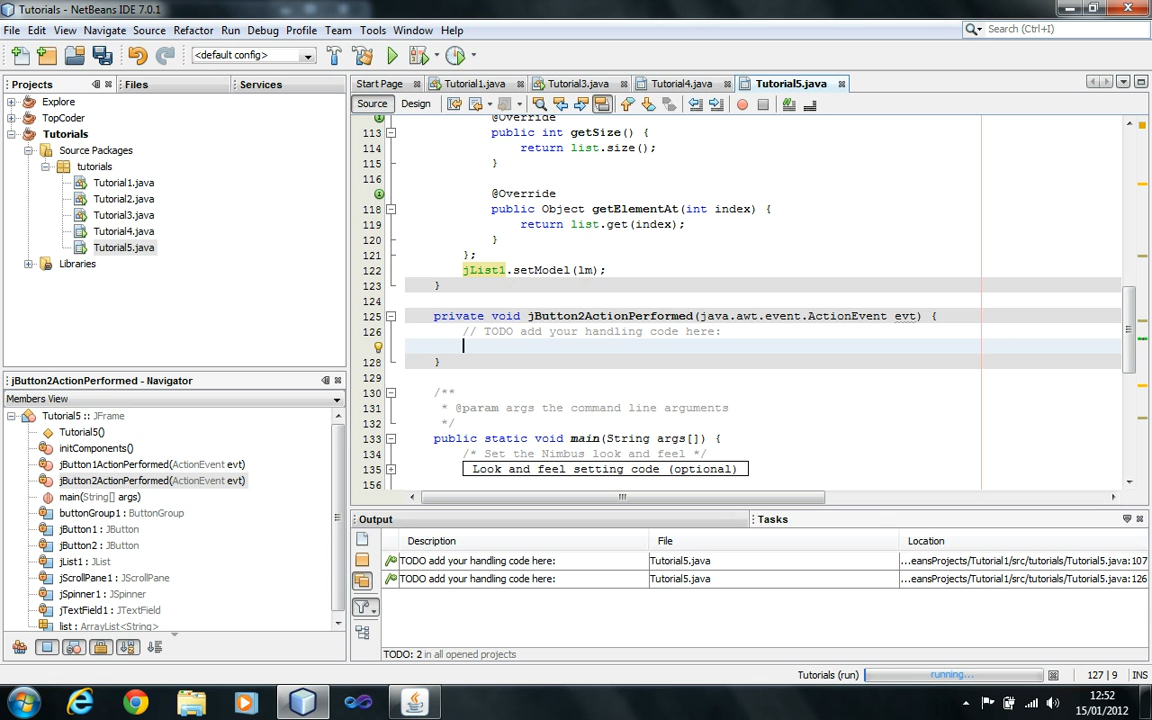 Tutorials - NetBeans IDE 7.0.1
File Edit View Navigate Source Refactor Run Debug Profile Team Tools Window Help
Search (Ctrl+I)
<default config>
Projects Files Services
Explore
TopCoder
Tutorials
Source Packages
tutorials
Tutorial1.java
Tutorial2.java
Tutorial3.java
Tutorial4.java
Tutorial5.java
Libraries
jButton2ActionPerformed - Navigator
Members View
Tutorial5 :: JFrame
Tutorial5()
initComponents()
jButton1ActionPerformed(ActionEvent evt)
jButton2ActionPerformed(ActionEvent evt)
main(String[] args)
buttonGroup1 : ButtonGroup
jButton1 : JButton
jButton2 : JButton
jList1 : JList
jScrollPane1 : JScrollPane
jSpinner1 : JSpinner
jTextField1 : JTextField
list : ArrayList<String>
Start Page Tutorial1.java Tutorial3.java Tutorial4.java Tutorial5.java
Source Design
@Override
113 public int getSize() {
114 return list.size();
115 }
116
@Override
118 public Object getElementAt(int index) {
119 return list.get(index);
120 }
121 };
122 jList1.setModel(lm);
123 }
124
125 private void jButton2ActionPerformed(java.awt.event.ActionEvent evt) {
126 // TODO add your handling code here:
128 }
129
130 /**
131 * @param args the command line arguments
132 */
133 public static void main(String args[]) {
134 /* Set the Nimbus look and feel */
135 Look and feel setting code (optional)
156
Output Tasks
Description File Location
TODO add your handling code here: Tutorial5.java ...eansProjects/Tutorial1/src/tutorials/Tutorial5.java:107
TODO add your handling code here: Tutorial5.java ...eansProjects/Tutorial1/src/tutorials/Tutorial5.java:126
TODO: 2 in all opened projects
Tutorials (run) running... 127 | 9 INS
12:52
15/01/2012